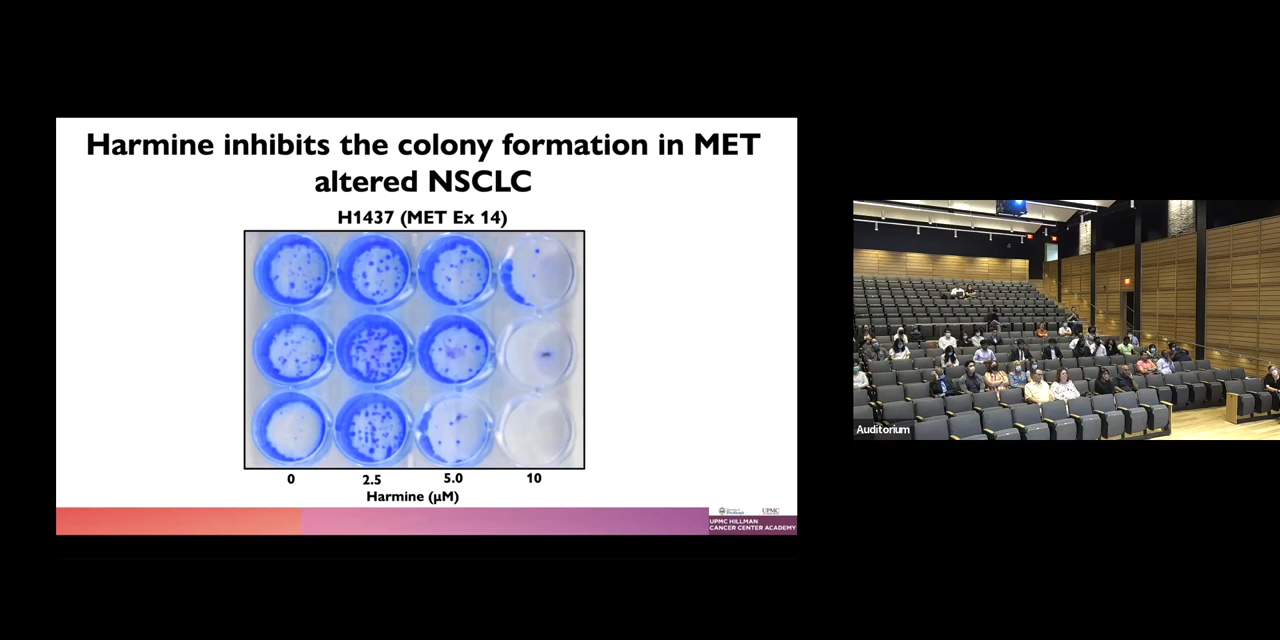 Harmine inhibits the colony formation in MET
altered NSCLC
H1437 (MET Ex 14)
0 2.5 5.0 10
Harmine (µM)
UPMC
UPMC HILLMAN
CANCER CENTER ACADEMY
Auditorium